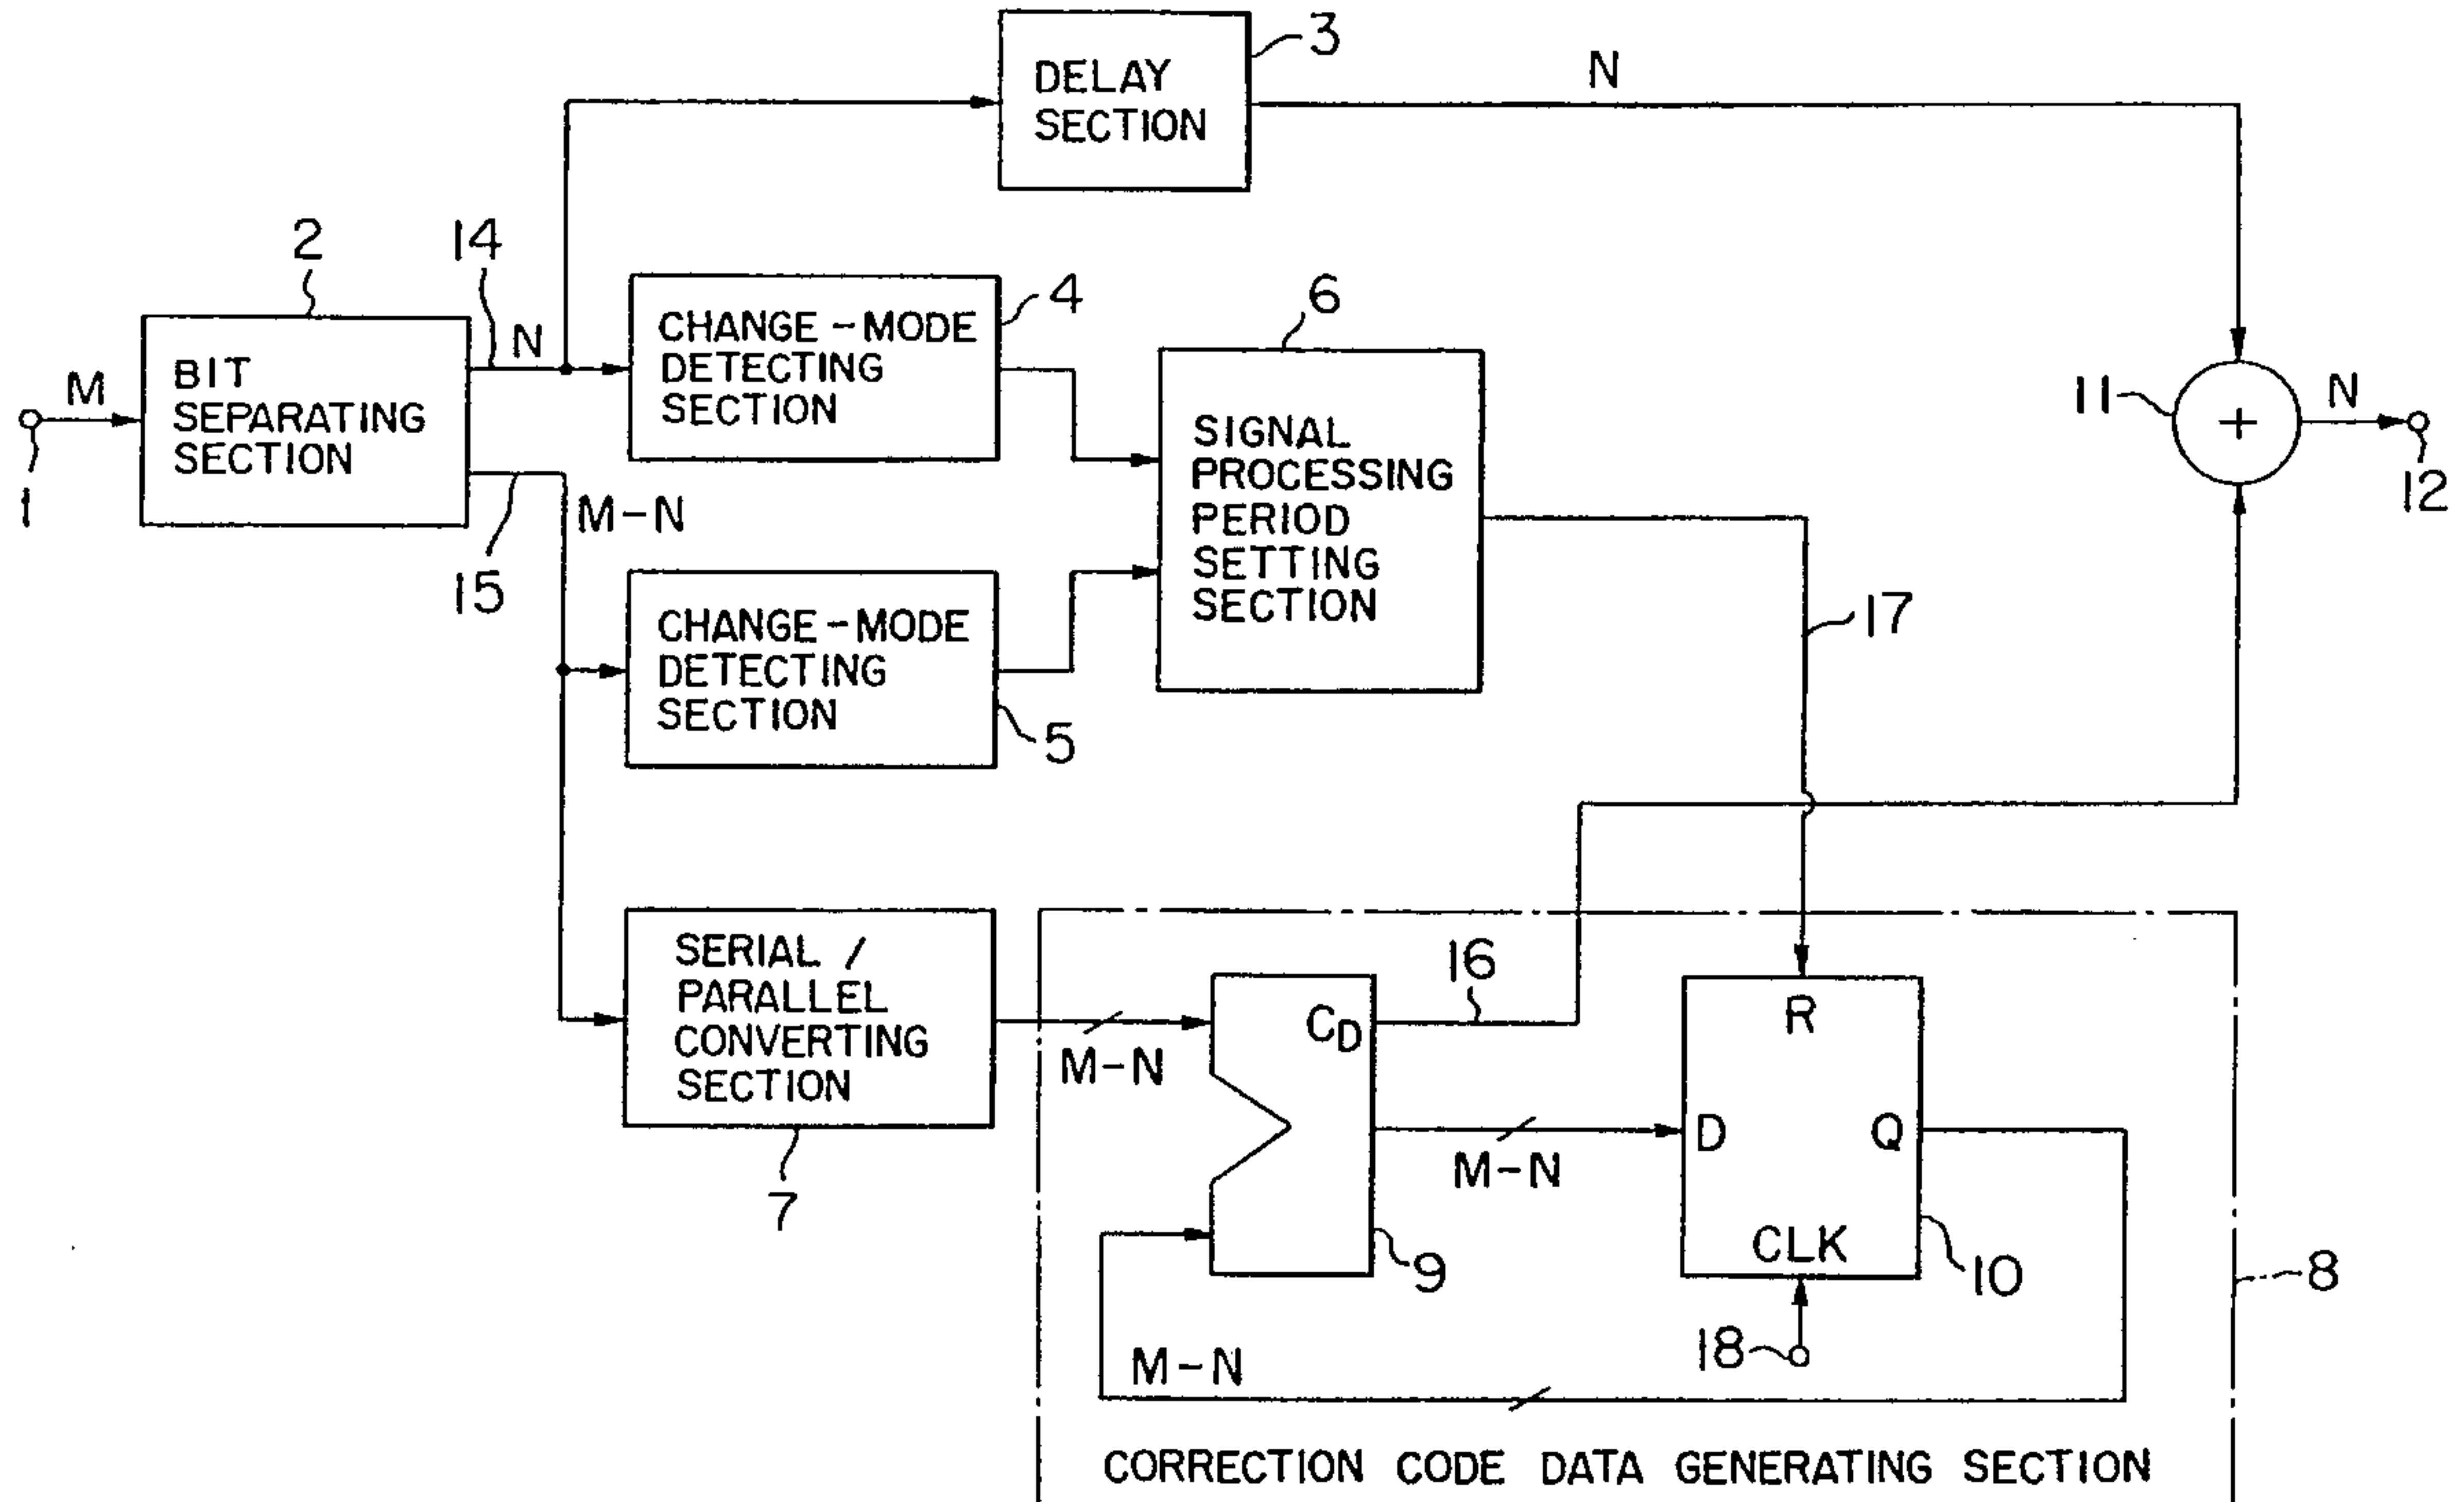 3
DELAY
SECTION
N
2
14
N
4
CHANGE-MODE
DETECTING
SECTION
6
M
BIT
SEPARATING
SECTION
1
M-N
15
SIGNAL
PROCESSING
PERIOD
SETTING
SECTION
11
+
N
12
CHANGE-MODE
DETECTING
SECTION
5
17
SERIAL /
PARALLEL
CONVERTING
SECTION
7
M-N
CD
16
M-N
9
R
D
Q
CLK
10
18
8
M-N
CORRECTION CODE DATA GENERATING SECTION